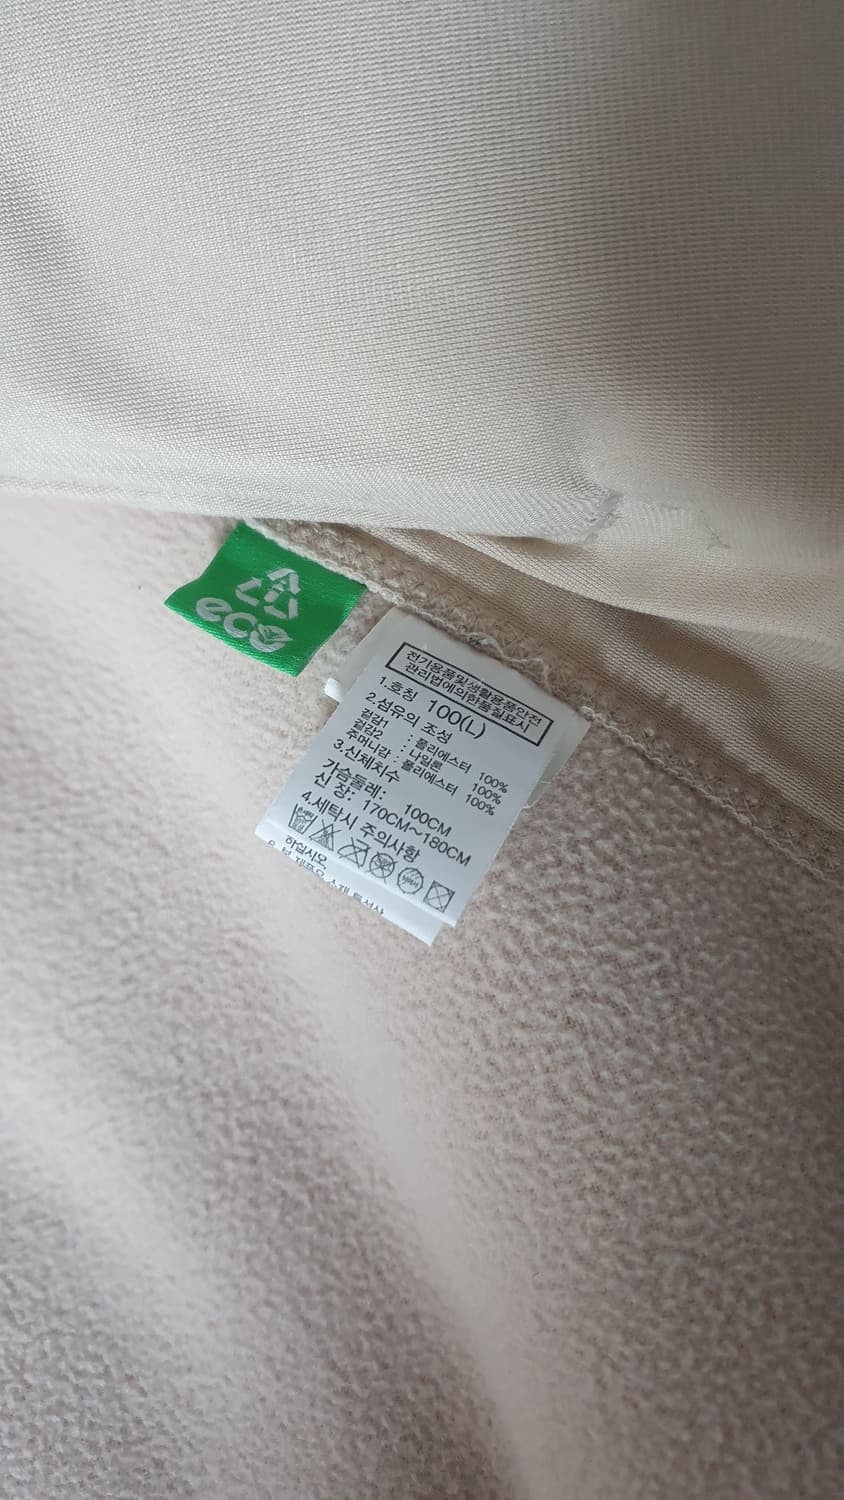 eco
전기용품및생활용품안전
관리법에의한품질표시
1.호칭 100(L)
2.섬유의 조성
겉감1 : 폴리에스터 100%
겉감2 : 나일론 100%
주머니감 : 폴리에스터 100%
3.신체치수
가슴둘레: 100CM
신 장: 170CM~180CM
4.세탁시 주의사항
하십시오.